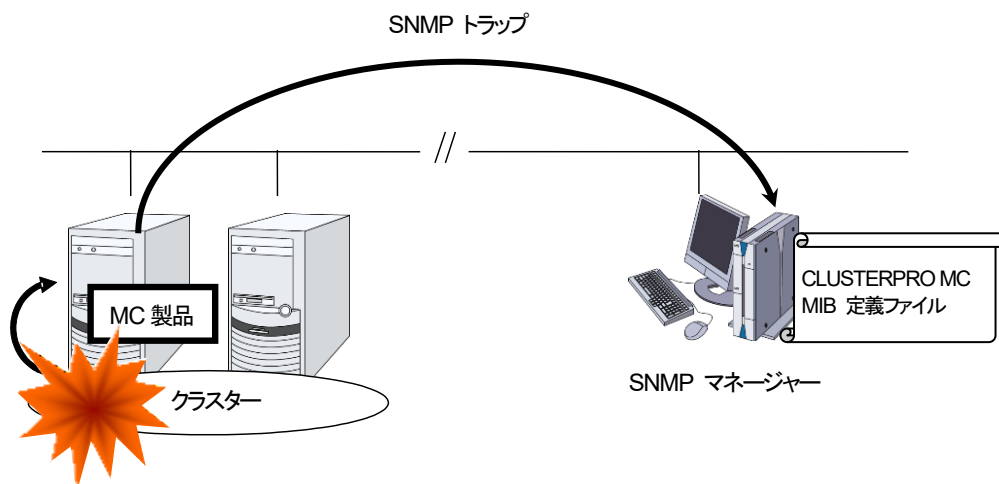 SNMP トラップ
MC 製品
クラスター
CLUSTERPRO MC
MIB 定義ファイル
SNMP マネージャー